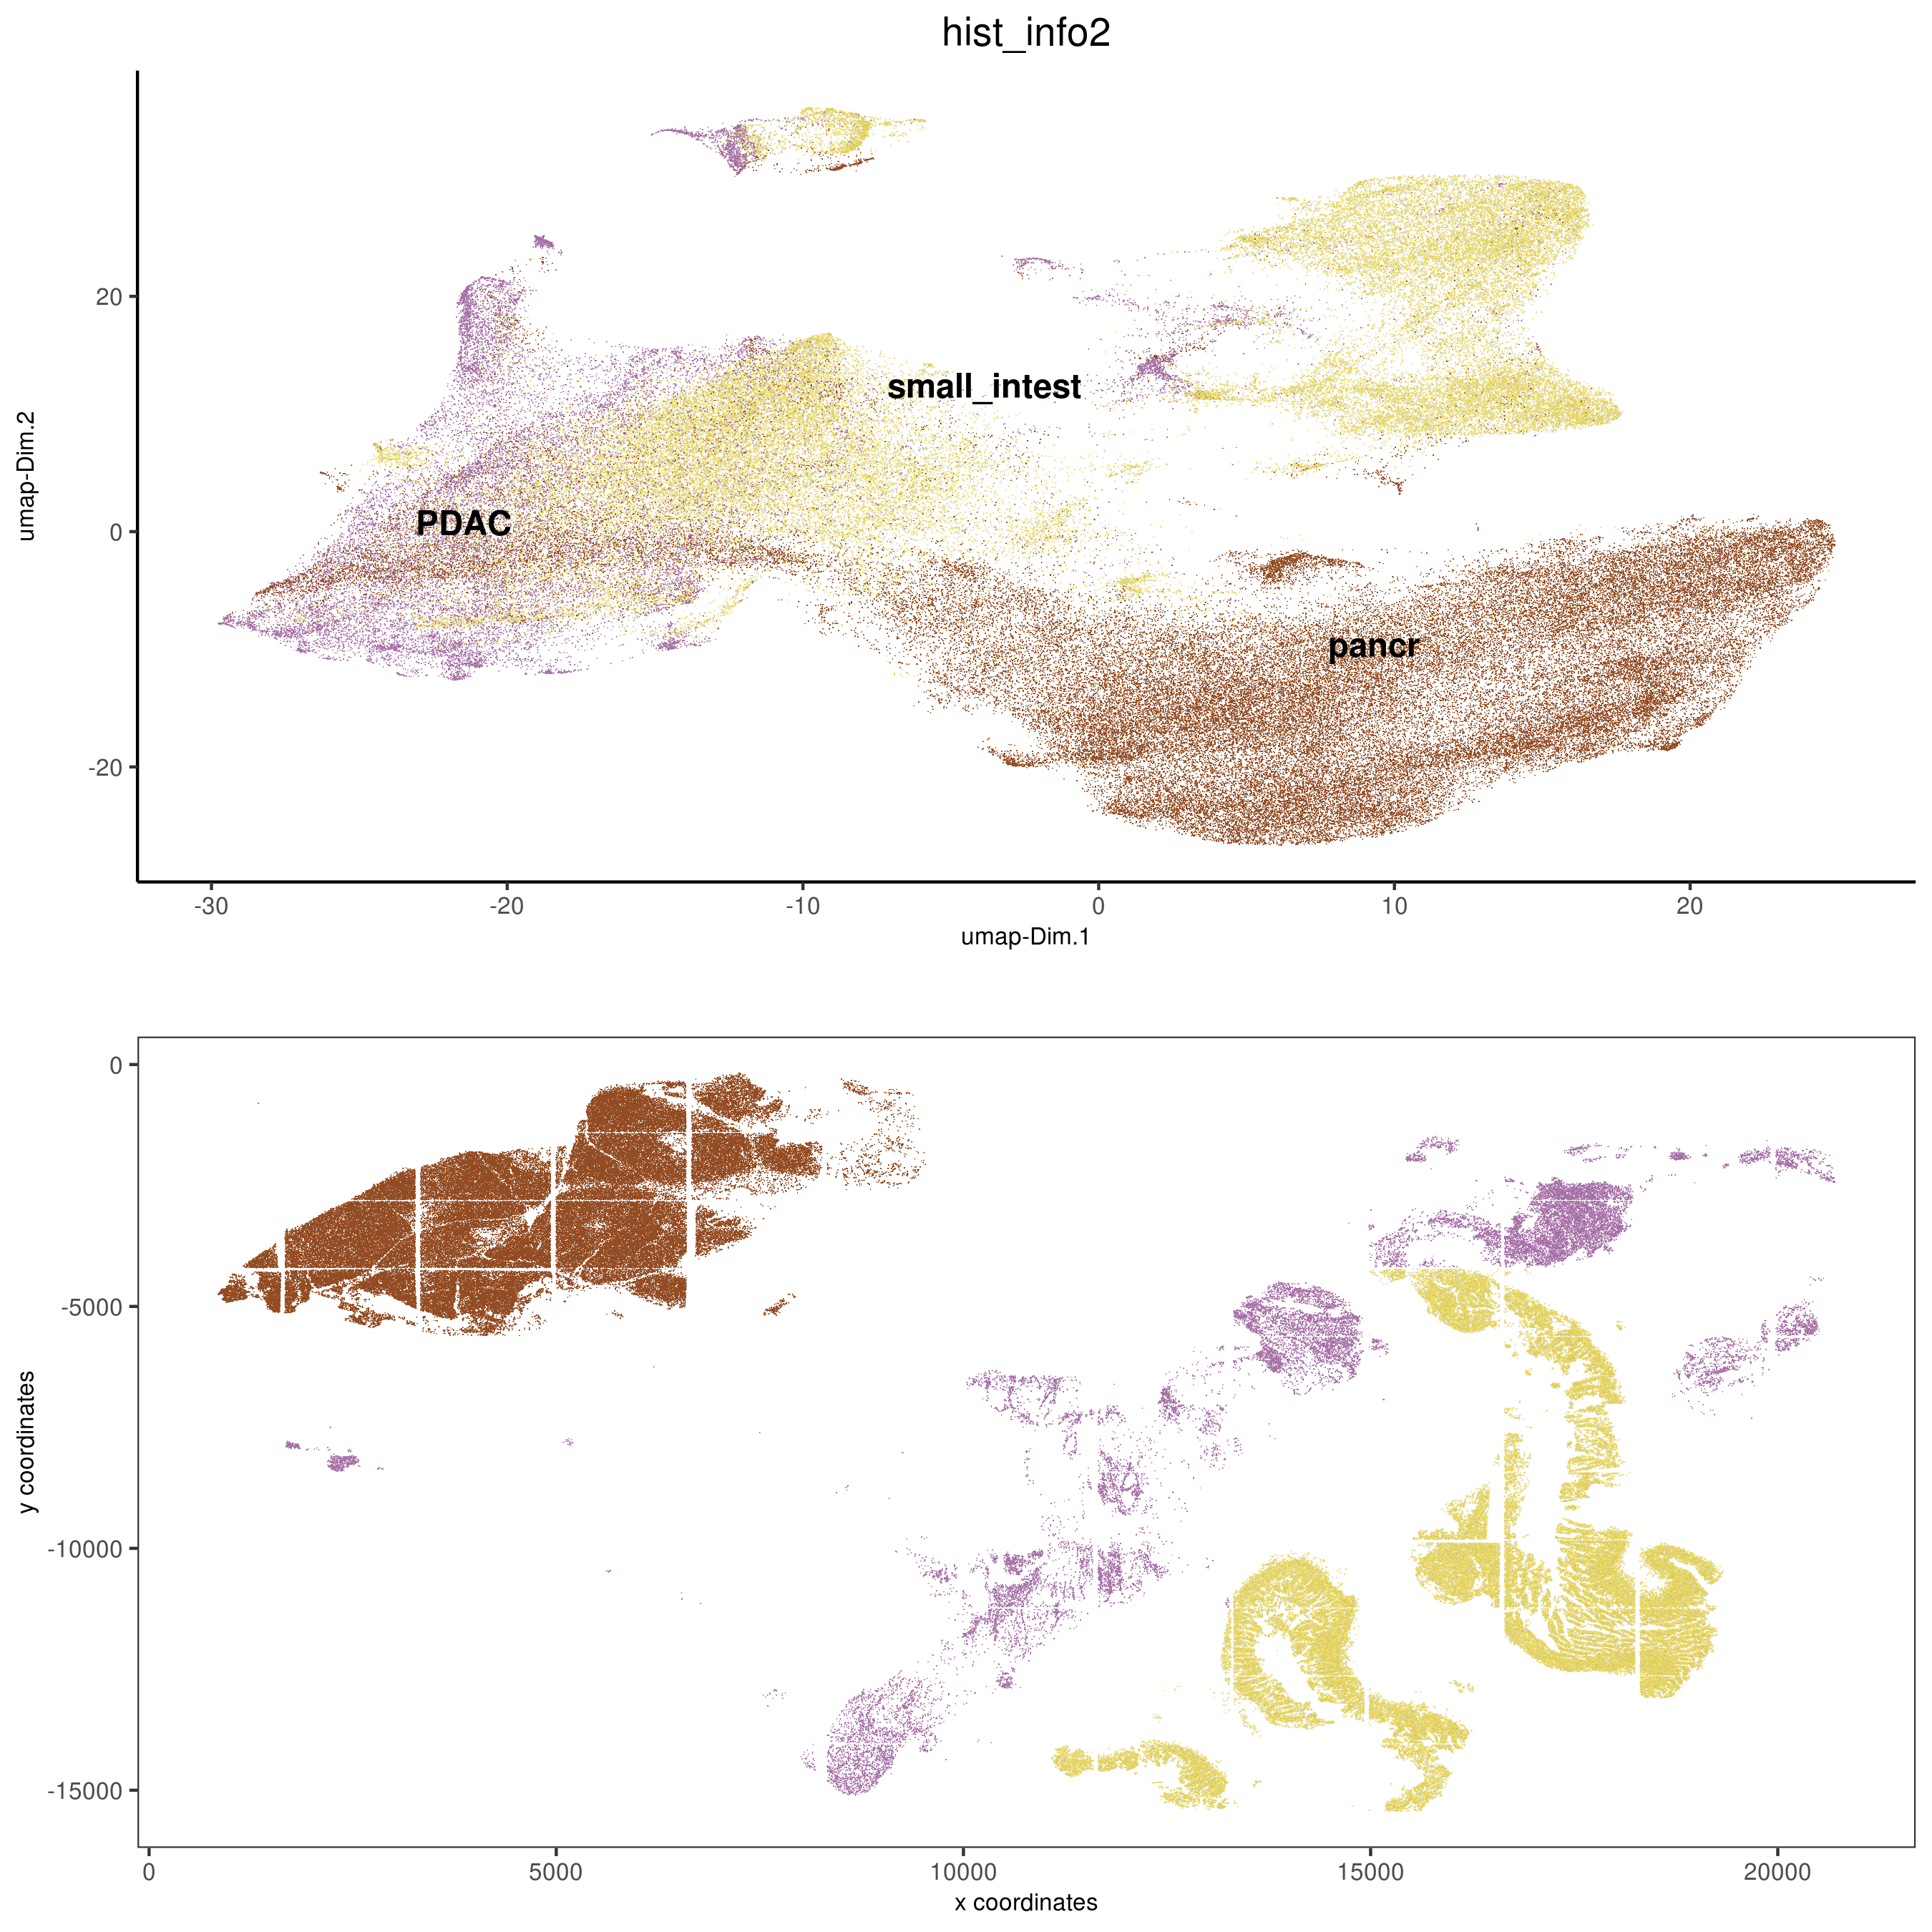 hist_info2
umap-Dim.2
20
0
-20
small_intest
PDAC
pancr
-30
-20
-10
0
10
20
umap-Dim.1
y coordinates
0
-5000
-10000
-15000
0
5000
10000
15000
20000
x coordinates